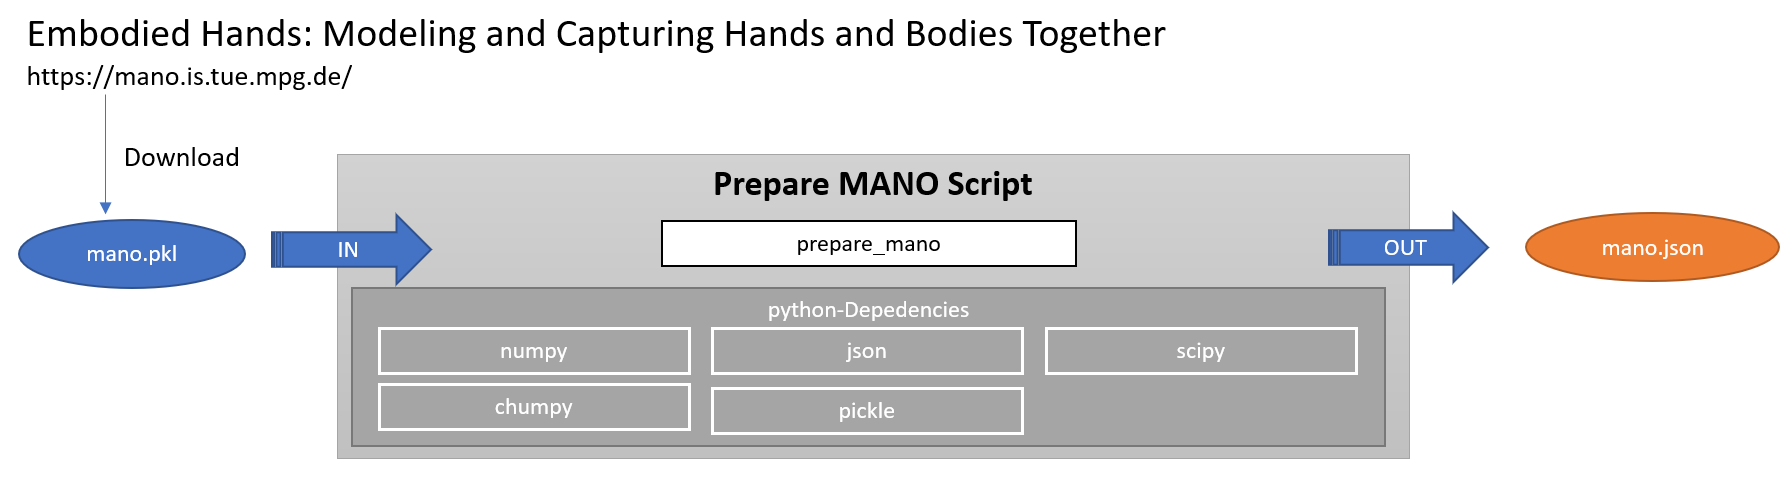 Embodied Hands: Modeling and Capturing Hands and Bodies Together
https://mano.is.tue.mpg.de/
Download
Prepare MANO Script
mano.pkl
IN
prepare_mano
OUT
mano.json
python-Depedencies
numpy
json
scipy
chumpy
pickle